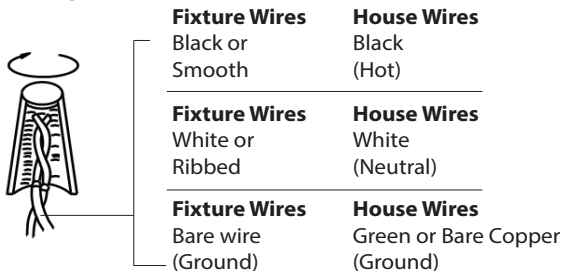 Fixture Wires House Wires
Black or Black
Smooth (Hot)
Fixture Wires House Wires
White or White
Ribbed (Neutral)
Fixture Wires House Wires
Bare wire Green or Bare Copper
(Ground) (Ground)